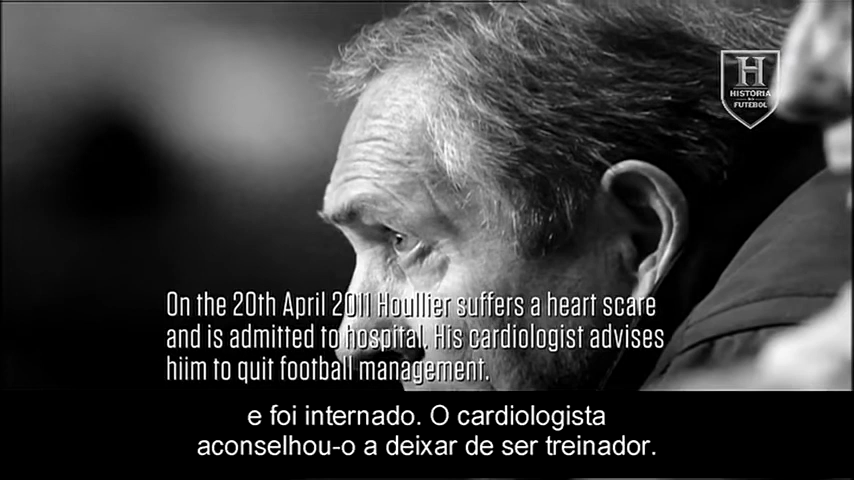 H
HISTÓRIA
DO
FUTEBOL
On the 20th April 2011 Houllier suffers a heart scare
and is admitted to hospital. His cardiologist advises
hiim to quit football management.
e foi internado. O cardiologista
aconselhou-o a deixar de ser treinador.